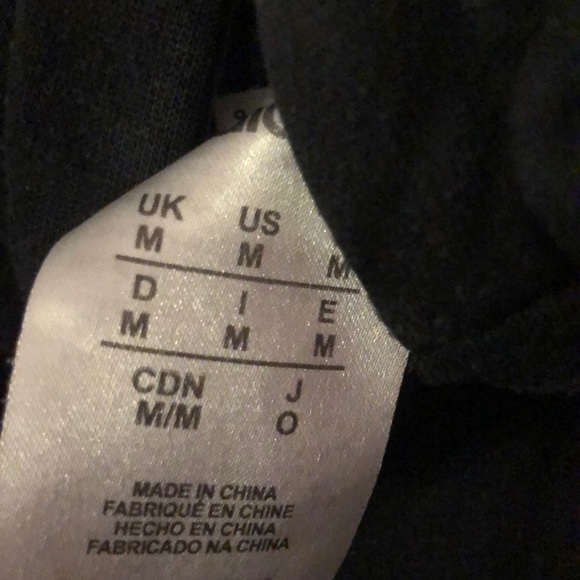 UK US
M M M
D I E
M M M
CDN J
M/M O
MADE IN CHINA
FABRIQUÉ EN CHINE
HECHO EN CHINA
FABRICADO NA CHINA